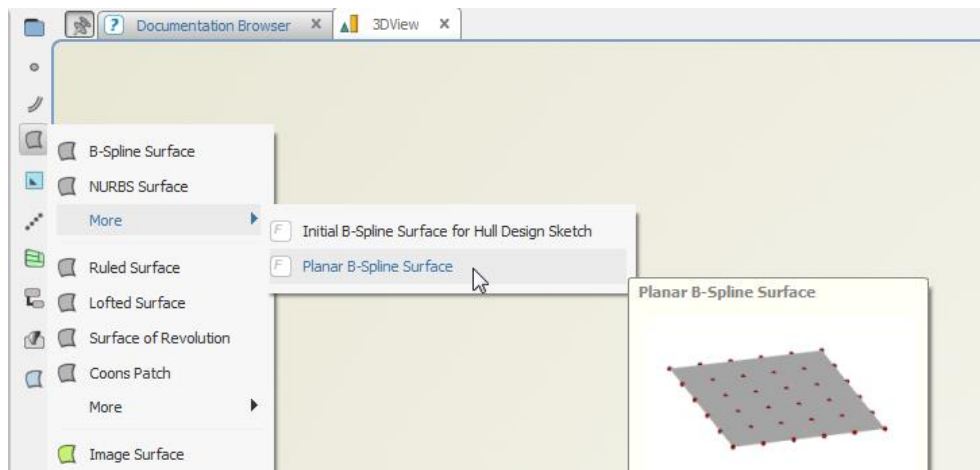 Documentation Browser
3DView
B-Spline Surface
NURBS Surface
More
Initial B-Spline Surface for Hull Design Sketch
Planar B-Spline Surface
Ruled Surface
Lofted Surface
Surface of Revolution
Coons Patch
More
Image Surface
Planar B-Spline Surface